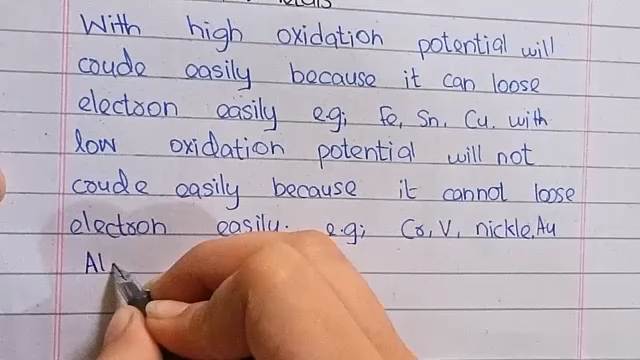 With high oxidation potential will
coude easily because it can loose
electron easily e.g; Fe, Sn, Cu. with
low oxidation potential will not
coude easily because it cannot loose
electron easily. e.g; Cr, V, nickle, Au
Al